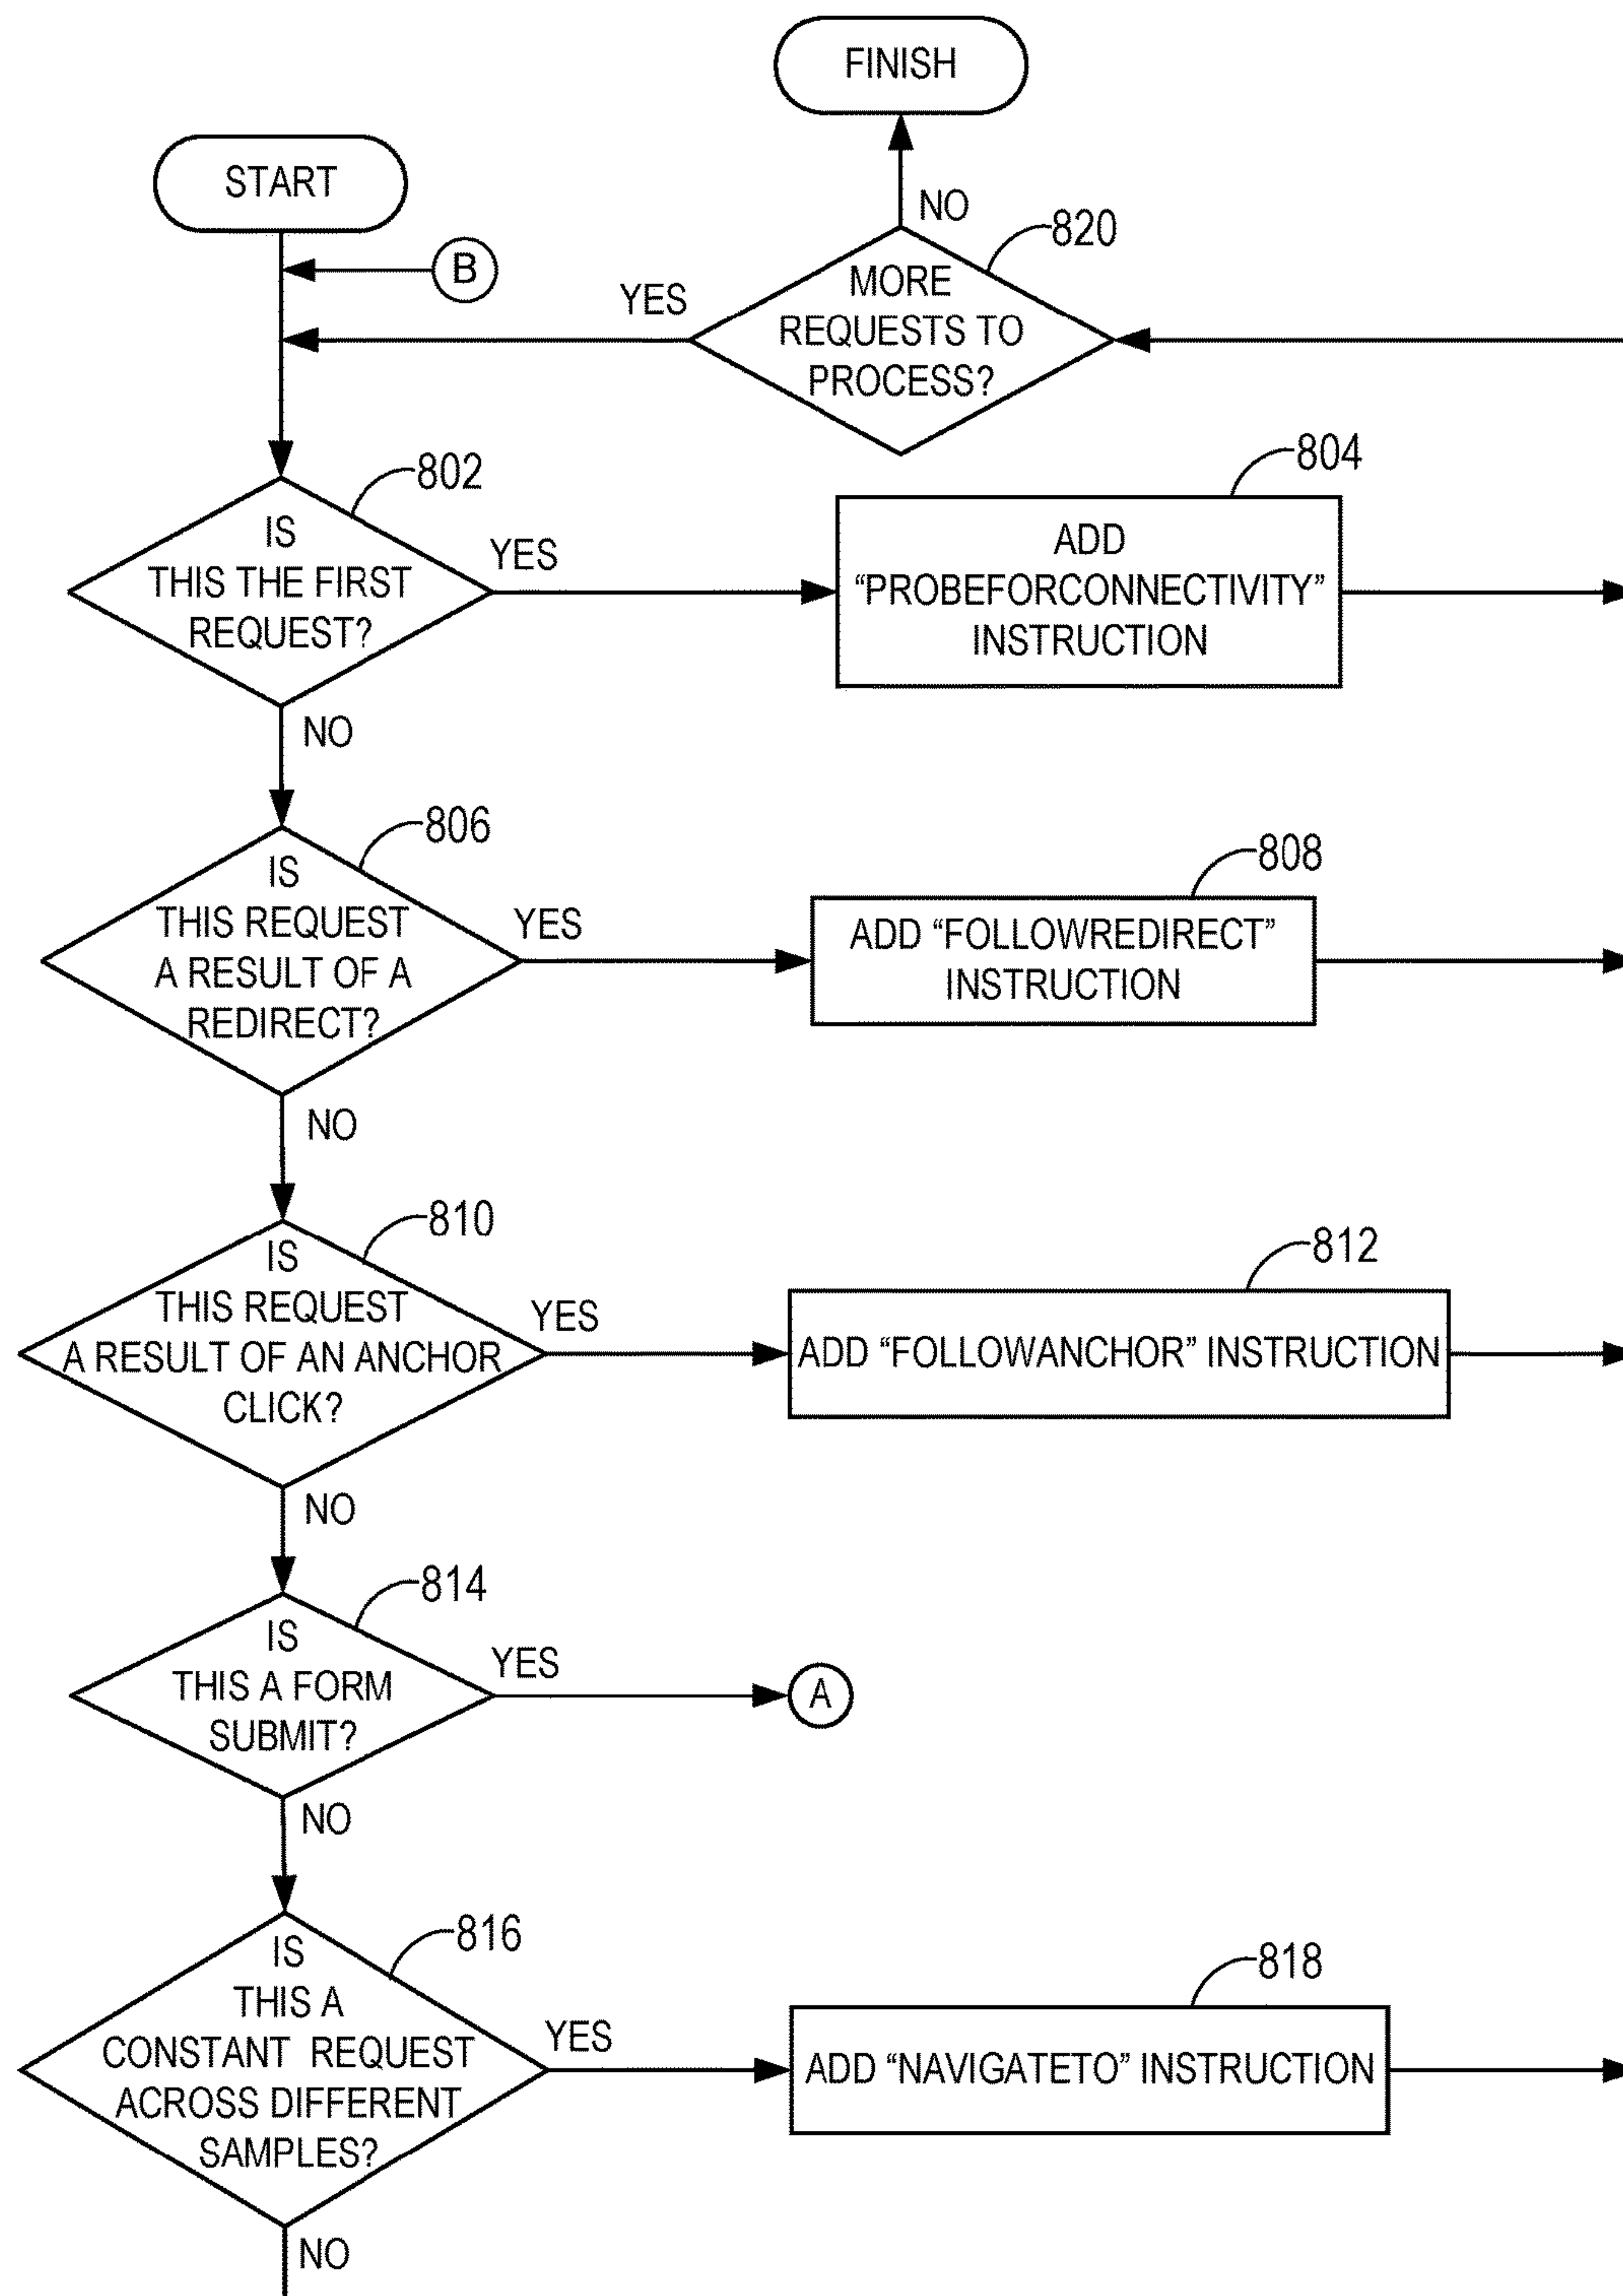 FINISH
START
NO
820
B
MORE
REQUESTS TO
PROCESS?
YES
802
IS
THIS THE FIRST
REQUEST?
YES
804
ADD
“PROBEFORCONNECTIVITY”
INSTRUCTION
NO
806
IS
THIS REQUEST
A RESULT OF A
REDIRECT?
YES
808
ADD “FOLLOWREDIRECT”
INSTRUCTION
NO
810
IS
THIS REQUEST
A RESULT OF AN ANCHOR
CLICK?
YES
812
ADD “FOLLOWANCHOR” INSTRUCTION
NO
814
IS
THIS A FORM
SUBMIT?
YES
A
NO
816
IS
THIS A
CONSTANT REQUEST
ACROSS DIFFERENT
SAMPLES?
YES
818
ADD “NAVIGATETO” INSTRUCTION
NO